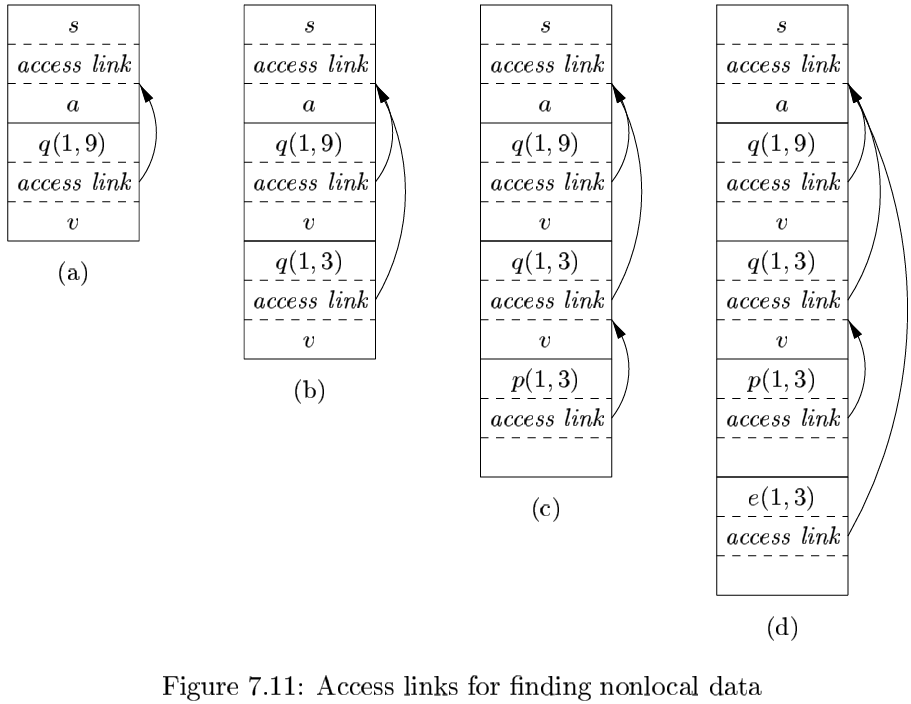 s
access link
a
q(1, 9)
access link
v
(a)
s
access link
a
q(1, 9)
access link
v
q(1, 3)
access link
v
(b)
s
access link
a
q(1, 9)
access link
v
q(1, 3)
access link
v
p(1, 3)
access link
(c)
s
access link
a
q(1, 9)
access link
v
q(1, 3)
access link
v
p(1, 3)
access link
e(1, 3)
access link
(d)
Figure 7.11: Access links for finding nonlocal data